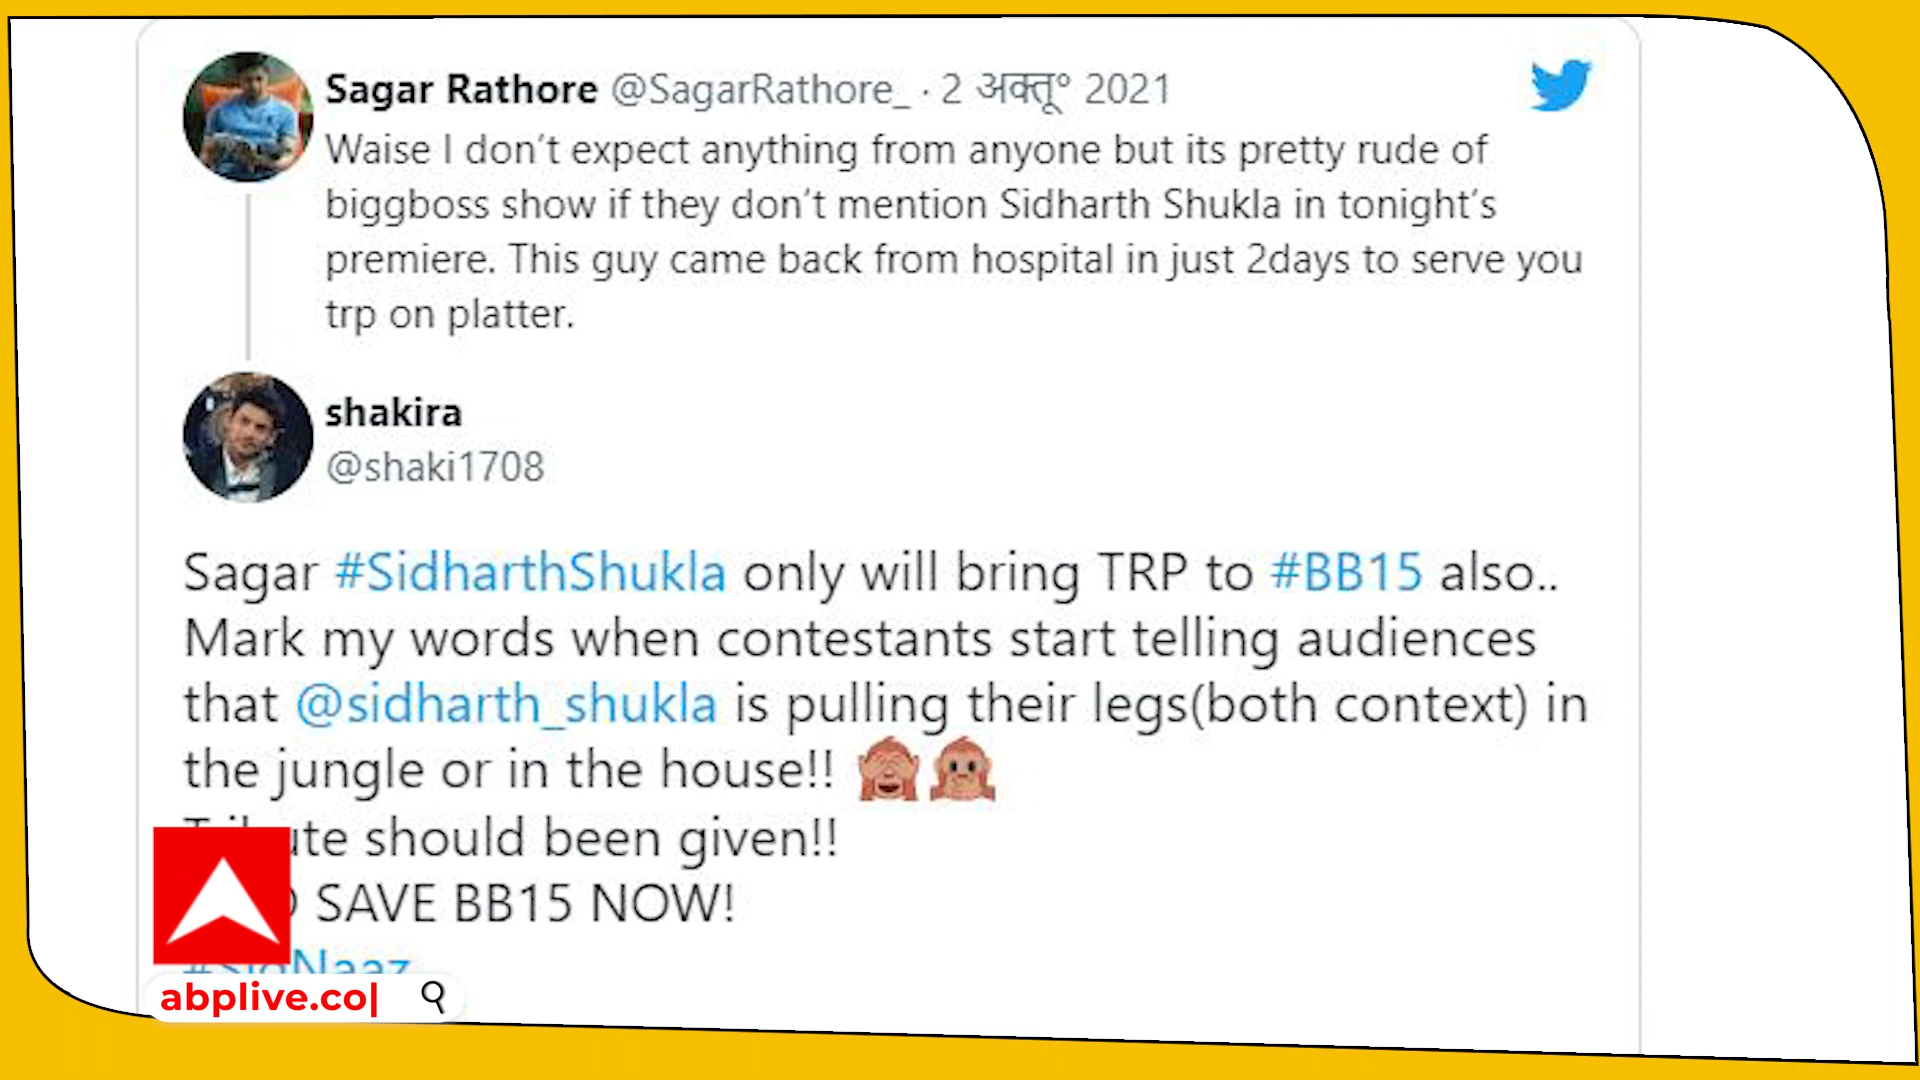 Sagar Rathore @SagarRathore_ · 2 अक्तू° 2021
Waise I don’t expect anything from anyone but its pretty rude of
biggboss show if they don’t mention Sidharth Shukla in tonight’s
premiere. This guy came back from hospital in just 2days to serve you
trp on platter.
shakira
@shaki1708
Sagar #SidharthShukla only will bring TRP to #BB15 also..
Mark my words when contestants start telling audiences
that @sidharth_shukla is pulling their legs(both context) in
the jungle or in the house!! 🙈🙊
should been given!!
SAVE BB15 NOW!
#SidNaaz
abplive.co|